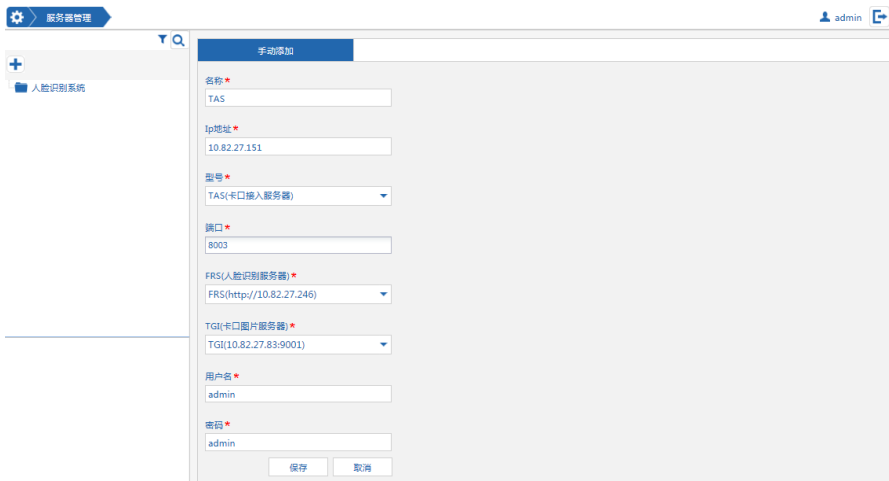 服务器管理
admin
手动添加
人脸识别系统
名称*
TAS
Ip地址*
10.82.27.151
型号*
TAS(卡口接入服务器)
端口*
8003
FRS(人脸识别服务器)*
FRS(http://10.82.27.246)
TGI(卡口图片服务器)*
TGI(10.82.27.83:9001)
用户名*
admin
密码*
admin
保存 取消